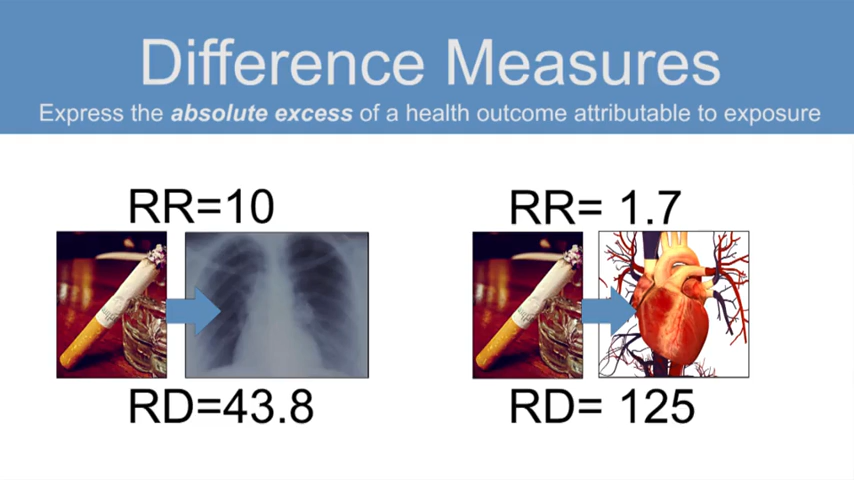 Difference Measures
Express the absolute excess of a health outcome attributable to exposure
RR=10
RR= 1.7
RD=43.8
RD= 125